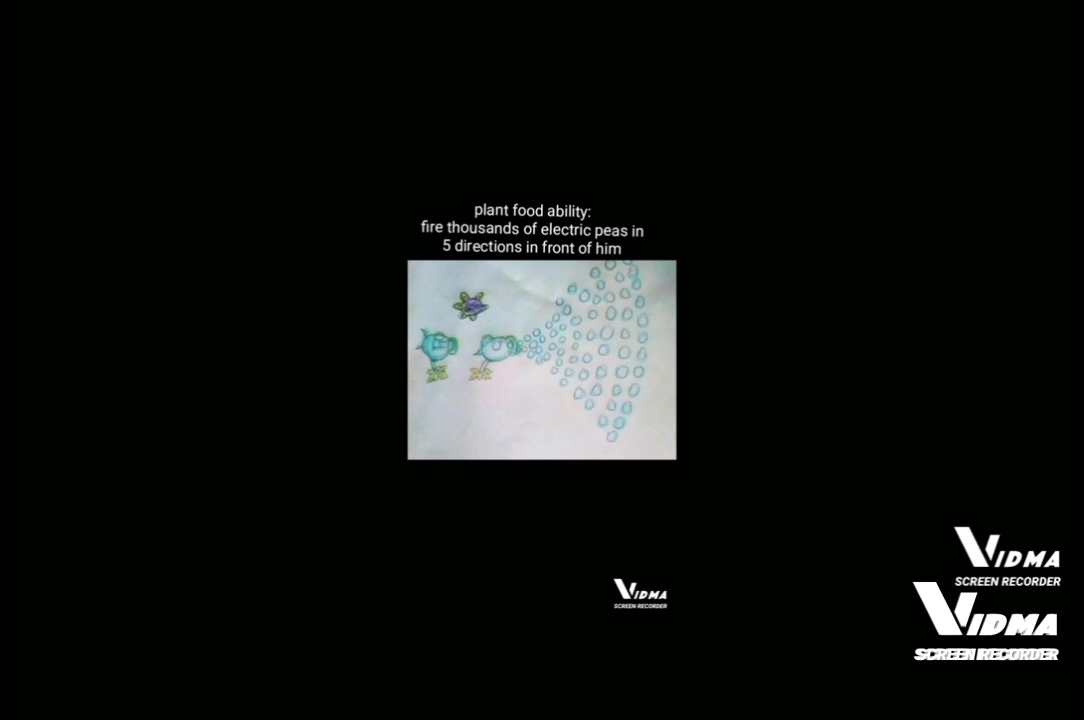 plant food ability:
fire thousands of electric peas in
5 directions in front of him
VIDMA
SCREEN RECORDER
VIDMA
SCREEN RECORDER
VIDMA
SCREEN RECORDER